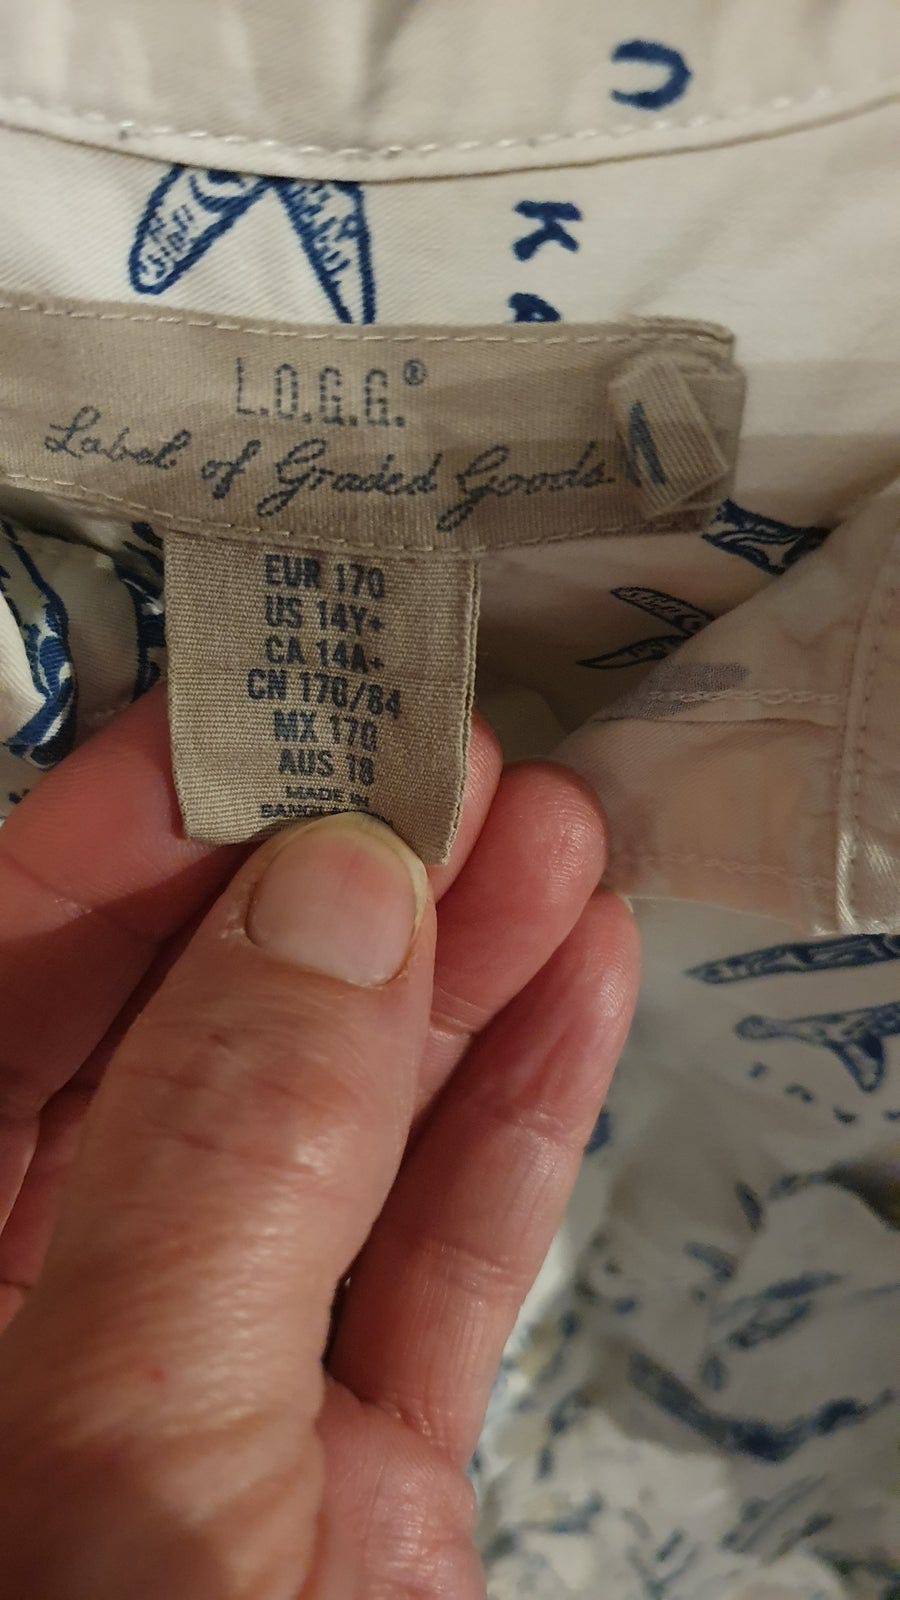 K
L.O.G.G.®
Label of Graded Goods.
EUR 170
US 14Y+
CA 14A+
CN 170/84
MX 170
AUS 18
MADE IN